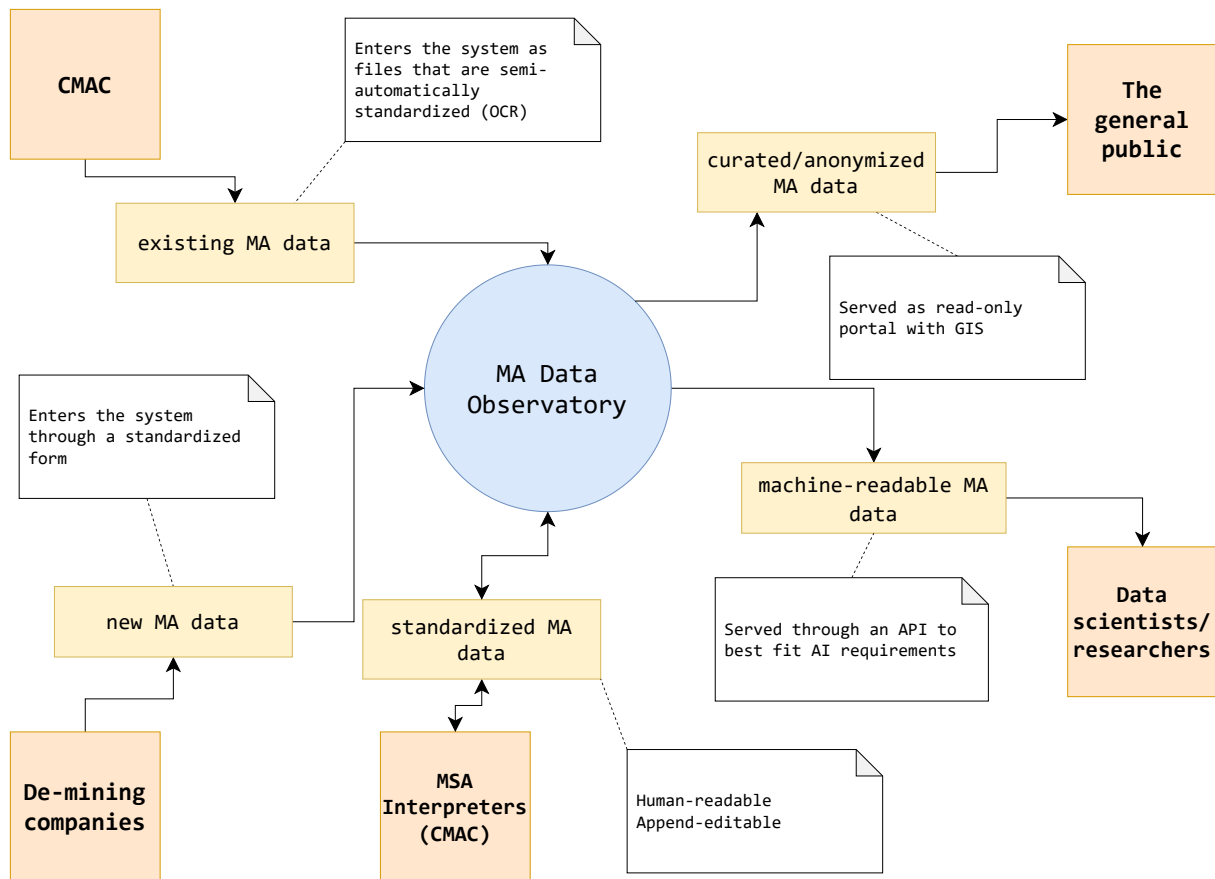 CMAC
Enters the system as
files that are semi-
automatically
standardized (OCR)
The
general
public
curated/anonymized
MA data
existing MA data
Served as read-only
portal with GIS
MA Data
Observatory
Enters the system
through a standardized
form
machine-readable MA
data
new MA data
standardized MA
data
Served through an API to
best fit AI requirements
Data
scientists/
researchers
De-mining
companies
MSA
Interpreters
(CMAC)
Human-readable
Append-editable